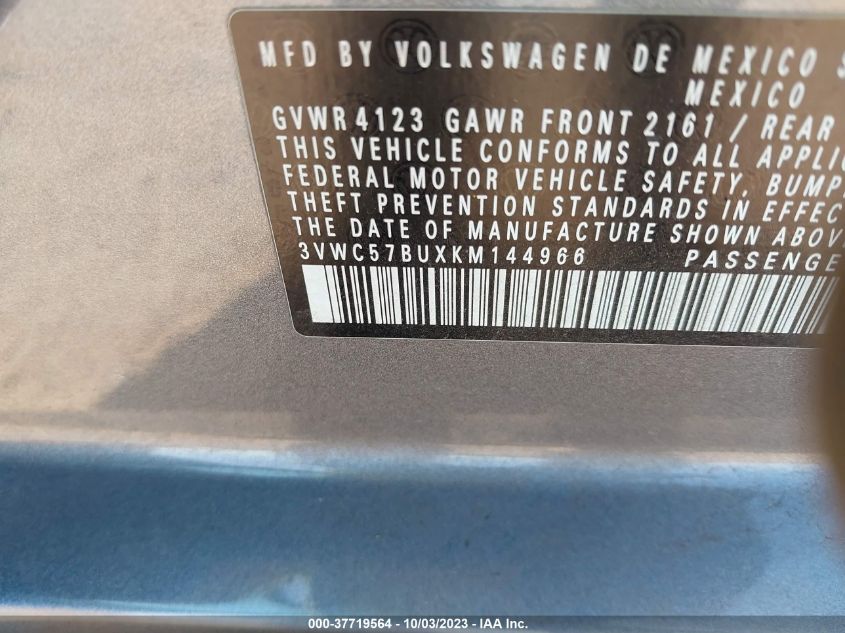 MFD BY VOLKSWAGEN DE MEXICO
MEXICO
GVWR 4123 GAWR FRONT 2161 / REAR
THIS VEHICLE CONFORMS TO ALL APPLIC
FEDERAL MOTOR VEHICLE SAFETY, BUMP
THEFT PREVENTION STANDARDS IN EFFEC
THE DATE OF MANUFACTURE SHOWN ABOV
3VWC57BUXKM144966 PASSENGE
000-37719564 - 10/03/2023 - IAA Inc.